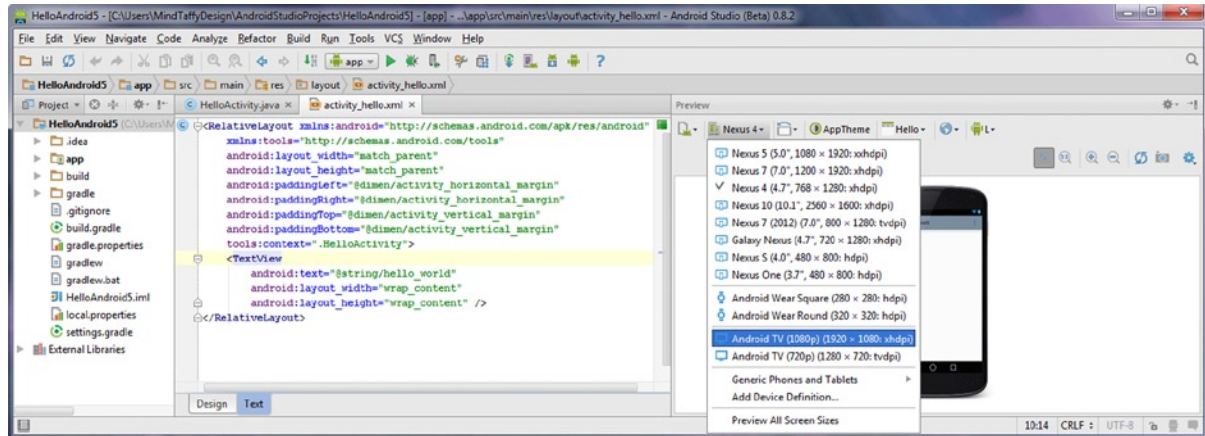 HelloAndroid5 - [C:\Users\MindTaffyDesign\AndroidStudioProjects\HelloAndroid5] - [app] - ...\app\src\main\res\layout\activity_hello.xml - Android Studio (Beta) 0.8.2
File Edit View Navigate Code Analyze Refactor Build Run Tools VCS Window Help
app
HelloAndroid5 app src main res layout activity_hello.xml
Project
HelloActivity.java
activity_hello.xml
HelloAndroid5 (C:\Users\M
.idea
app
build
gradle
.gitignore
build.gradle
gradle.properties
gradlew
gradlew.bat
HelloAndroid5.iml
local.properties
settings.gradle
External Libraries
<RelativeLayout xmlns:android="http://schemas.android.com/apk/res/android"
xmlns:tools="http://schemas.android.com/tools"
android:layout_width="match_parent"
android:layout_height="match_parent"
android:paddingLeft="@dimen/activity_horizontal_margin"
android:paddingRight="@dimen/activity_horizontal_margin"
android:paddingTop="@dimen/activity_vertical_margin"
android:paddingBottom="@dimen/activity_vertical_margin"
tools:context=".HelloActivity">
<TextView
android:text="@string/hello_world"
android:layout_width="wrap_content"
android:layout_height="wrap_content" />
</RelativeLayout>
Design Text
Preview
Nexus 4 AppTheme Hello L
Nexus 5 (5.0", 1080 × 1920: xxhdpi)
Nexus 7 (7.0", 1200 × 1920: xhdpi)
Nexus 4 (4.7", 768 × 1280: xhdpi)
Nexus 10 (10.1", 2560 × 1600: xhdpi)
Nexus 7 (2012) (7.0", 800 × 1280: tvdpi)
Galaxy Nexus (4.7", 720 × 1280: xhdpi)
Nexus S (4.0", 480 × 800: hdpi)
Nexus One (3.7", 480 × 800: hdpi)
Android Wear Square (280 × 280: hdpi)
Android Wear Round (320 × 320: hdpi)
Android TV (1080p) (1920 × 1080: xhdpi)
Android TV (720p) (1280 × 720: tvdpi)
Generic Phones and Tablets
Add Device Definition...
Preview All Screen Sizes
10:14 CRLF UTF-8